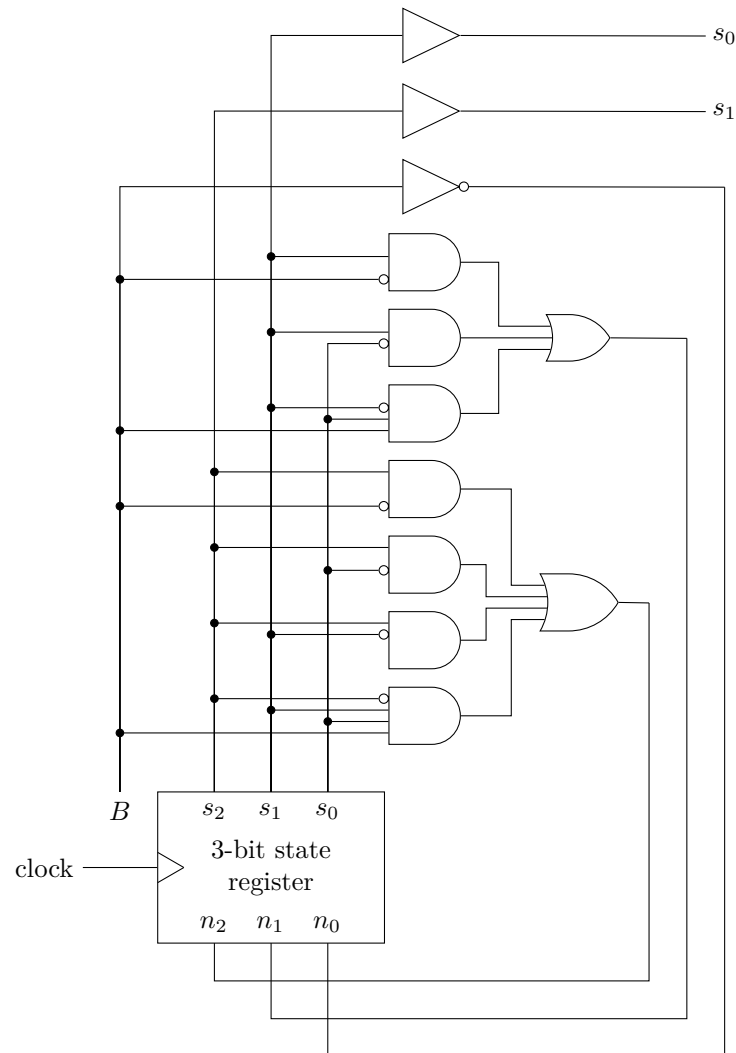 s₀
s₁
B
s₂ s₁ s₀
clock
3-bit state
register
n₂ n₁ n₀